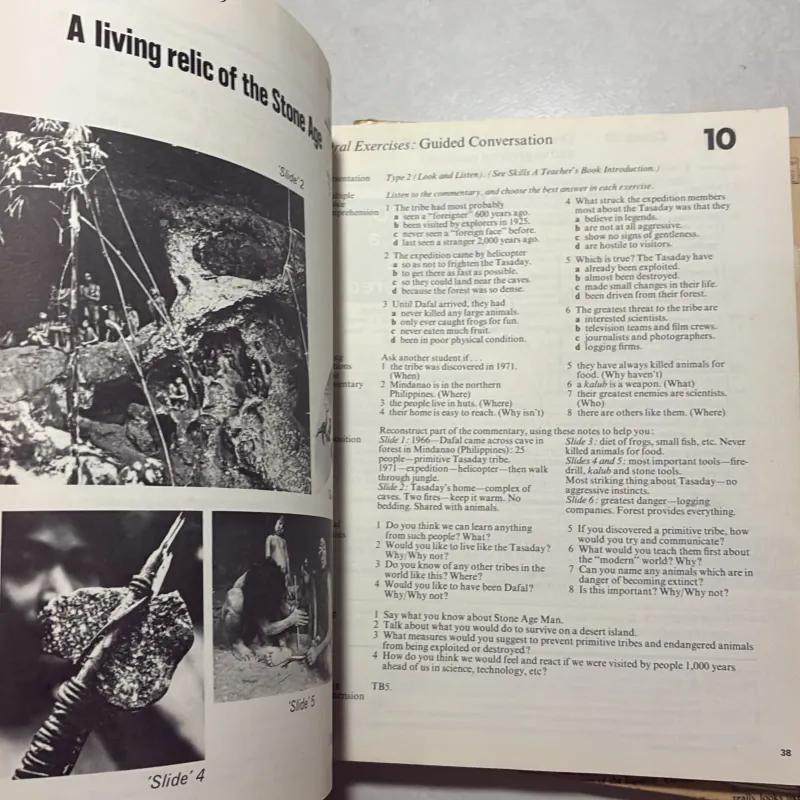 A living relic of the Stone Age
'Slide' 2
'Slide' 5
'Slide' 4
Exercises: Guided Conversation
10
Type 2 (Look and Listen). (See Skills A Teacher's Book Introduction.)
Listen to the commentary, and choose the best answer in each exercise.
1 The tribe had most probably
a seen a "foreigner" 600 years ago.
b been visited by explorers in 1925.
c never seen a "foreign face" before.
d last seen a stranger 2,000 years ago.
2 The expedition came by helicopter
a so as not to frighten the Tasaday.
b to get there as fast as possible.
c so they could land near the caves.
d because the forest was so dense.
3 Until Dafal arrived, they had
a never killed any large animals.
b only ever caught frogs for fun.
c never eaten much fruit.
d been in poor physical condition.
4 What struck the expedition members
most about the Tasaday was that they
a believe in legends.
b are not at all aggressive.
c show no signs of gentleness.
d are hostile to visitors.
5 Which is true? The Tasaday have
a already been exploited.
b almost been destroyed.
c made small changes in their life.
d been driven from their forest.
6 The greatest threat to the tribe are
a interested scientists.
b television teams and film crews.
c journalists and photographers.
d logging firms.
Ask another student if . . .
1 the tribe was discovered in 1971.
(When)
2 Mindanao is in the northern
Philippines. (Where)
3 the people live in huts. (Where)
4 their home is easy to reach. (Why isn't)
5 they have always killed animals for
food. (Why haven't)
6 a kalub is a weapon. (What)
7 their greatest enemies are scientists.
(Who)
8 there are others like them. (Where)
Reconstruct part of the commentary, using these notes to help you:
Slide 1: 1966—Dafal came across cave in
forest in Mindanao (Philippines): 25
people—primitive Tasaday tribe.
1971—expedition—helicopter—then walk
through jungle.
Slide 2: Tasaday's home—complex of
caves. Two fires—keep it warm. No
bedding. Shared with animals.
Slide 3: diet of frogs, small fish, etc. Never
killed animals for food.
Slides 4 and 5: most important tools—fire-
drill, kalub and stone tools.
Most striking thing about Tasaday—no
aggressive instincts.
Slide 6: greatest danger—logging
companies. Forest provides everything.
1 Do you think we can learn anything
from such people? What?
2 Would you like to live like the Tasaday?
Why/Why not?
3 Do you know of any other tribes in the
world like this? Where?
4 Would you like to have been Dafal?
Why/Why not?
5 If you discovered a primitive tribe, how
would you try and communicate?
6 What would you teach them first about
the "modern" world? Why?
7 Can you name any animals which are in
danger of becoming extinct?
8 Is this important? Why/Why not?
1 Say what you know about Stone Age Man.
2 Talk about what you would do to survive on a desert island.
3 What measures would you suggest to prevent primitive tribes and endangered animals
from being exploited or destroyed?
4 How do you think we would feel and react if we were visited by people 1,000 years
ahead of us in science, technology, etc?
TB5.
38